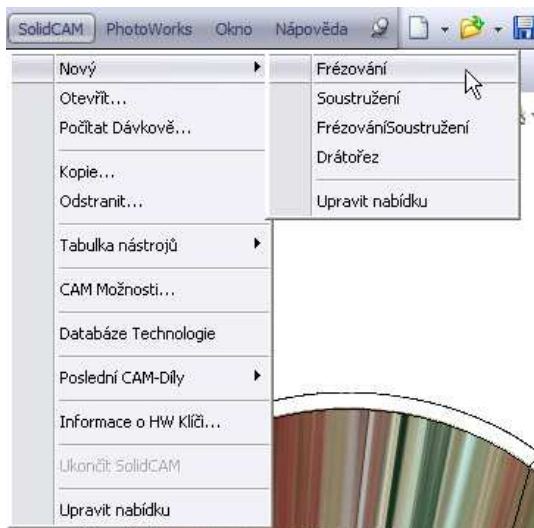 SolidCAM PhotoWorks Okno Nápověda
Nový
Otevřít...
Počítat Dávkově...
Kopie...
Odstranit...
Tabulka nástrojů
CAM Možnosti...
Databáze Technologie
Poslední CAM-Díly
Informace o HW Klíči...
Ukončit SolidCAM
Upravit nabídku
Frézování
Soustružení
FrézováníSoustružení
Drátořez
Upravit nabídku